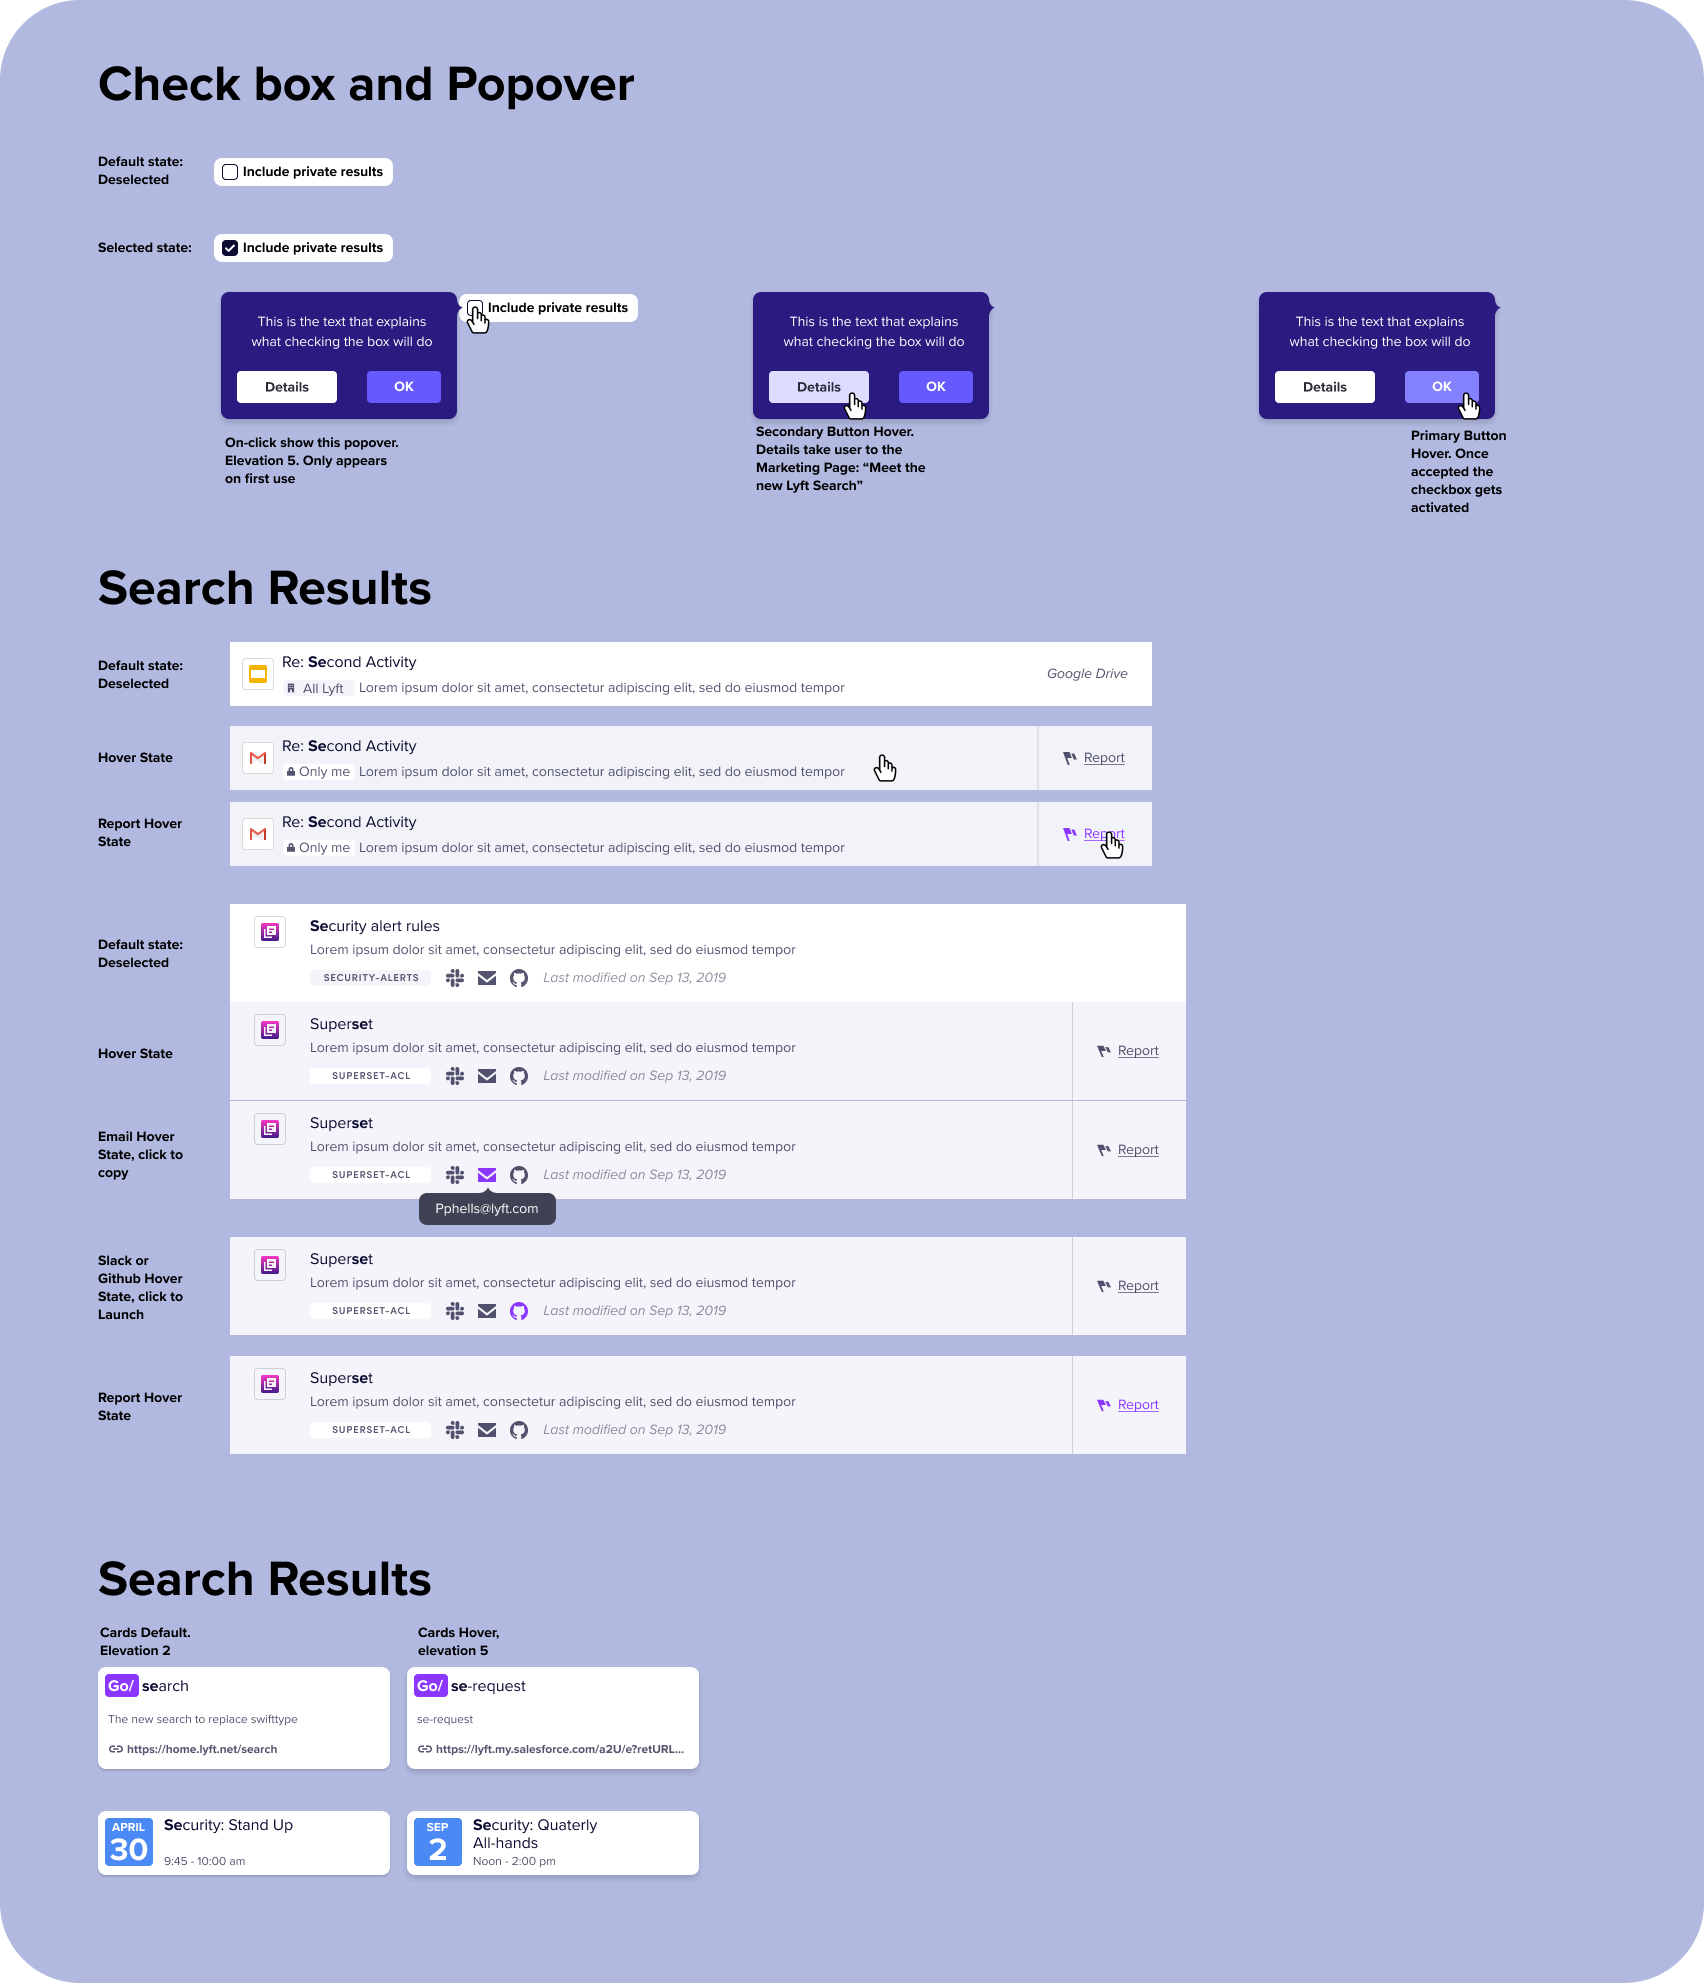 Check box and Popover
Default state:
Deselected
Include private results
Selected state:
Include private results
This is the text that explains
what checking the box will do
Details
OK
Include private results
On-click show this popover.
Elevation 5. Only appears
on first use
This is the text that explains
what checking the box will do
Details
OK
Secondary Button Hover.
Details take user to the
Marketing Page: “Meet the
new Lyft Search”
This is the text that explains
what checking the box will do
Details
OK
Primary Button
Hover. Once
accepted the
checkbox gets
activated
Search Results
Default state:
Deselected
Re: Second Activity
All Lyft Lorem ipsum dolor sit amet, consectetur adipiscing elit, sed do eiusmod tempor
Google Drive
Hover State
Re: Second Activity
Only me Lorem ipsum dolor sit amet, consectetur adipiscing elit, sed do eiusmod tempor
Report
Report Hover
State
Re: Second Activity
Only me Lorem ipsum dolor sit amet, consectetur adipiscing elit, sed do eiusmod tempor
Report
Default state:
Deselected
Security alert rules
Lorem ipsum dolor sit amet, consectetur adipiscing elit, sed do eiusmod tempor
SECURITY-ALERTS Last modified on Sep 13, 2019
Hover State
Superset
Lorem ipsum dolor sit amet, consectetur adipiscing elit, sed do eiusmod tempor
SUPERSET-ACL Last modified on Sep 13, 2019
Report
Email Hover
State, click to
copy
Superset
Lorem ipsum dolor sit amet, consectetur adipiscing elit, sed do eiusmod tempor
SUPERSET-ACL Last modified on Sep 13, 2019
Report
Pphells@lyft.com
Slack or
Github Hover
State, click to
Launch
Superset
Lorem ipsum dolor sit amet, consectetur adipiscing elit, sed do eiusmod tempor
SUPERSET-ACL Last modified on Sep 13, 2019
Report
Report Hover
State
Superset
Lorem ipsum dolor sit amet, consectetur adipiscing elit, sed do eiusmod tempor
SUPERSET-ACL Last modified on Sep 13, 2019
Report
Search Results
Cards Default.
Elevation 2
Go/ search
The new search to replace swifttype
https://home.lyft.net/search
Cards Hover,
elevation 5
Go/ se-request
se-request
https://lyft.my.salesforce.com/a2U/e?retURL...
APRIL
30
Security: Stand Up
9:45 - 10:00 am
SEP
2
Security: Quaterly
All-hands
Noon - 2:00 pm